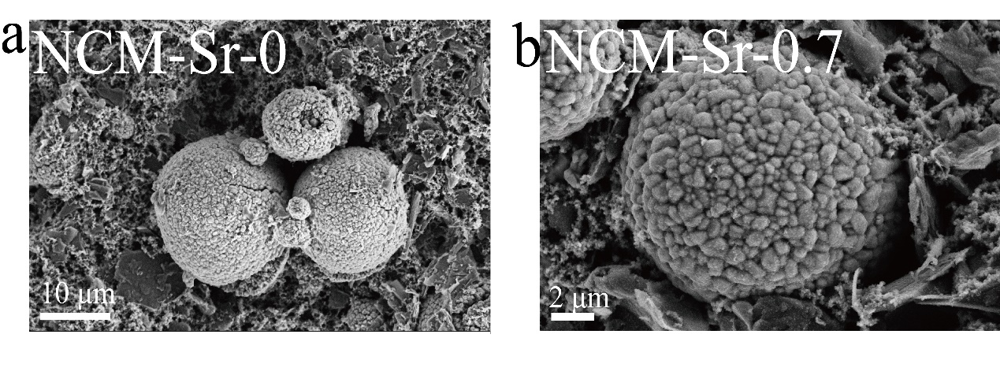 a
NCM-Sr-0
10 μm
b
NCM-Sr-0.7
2 μm